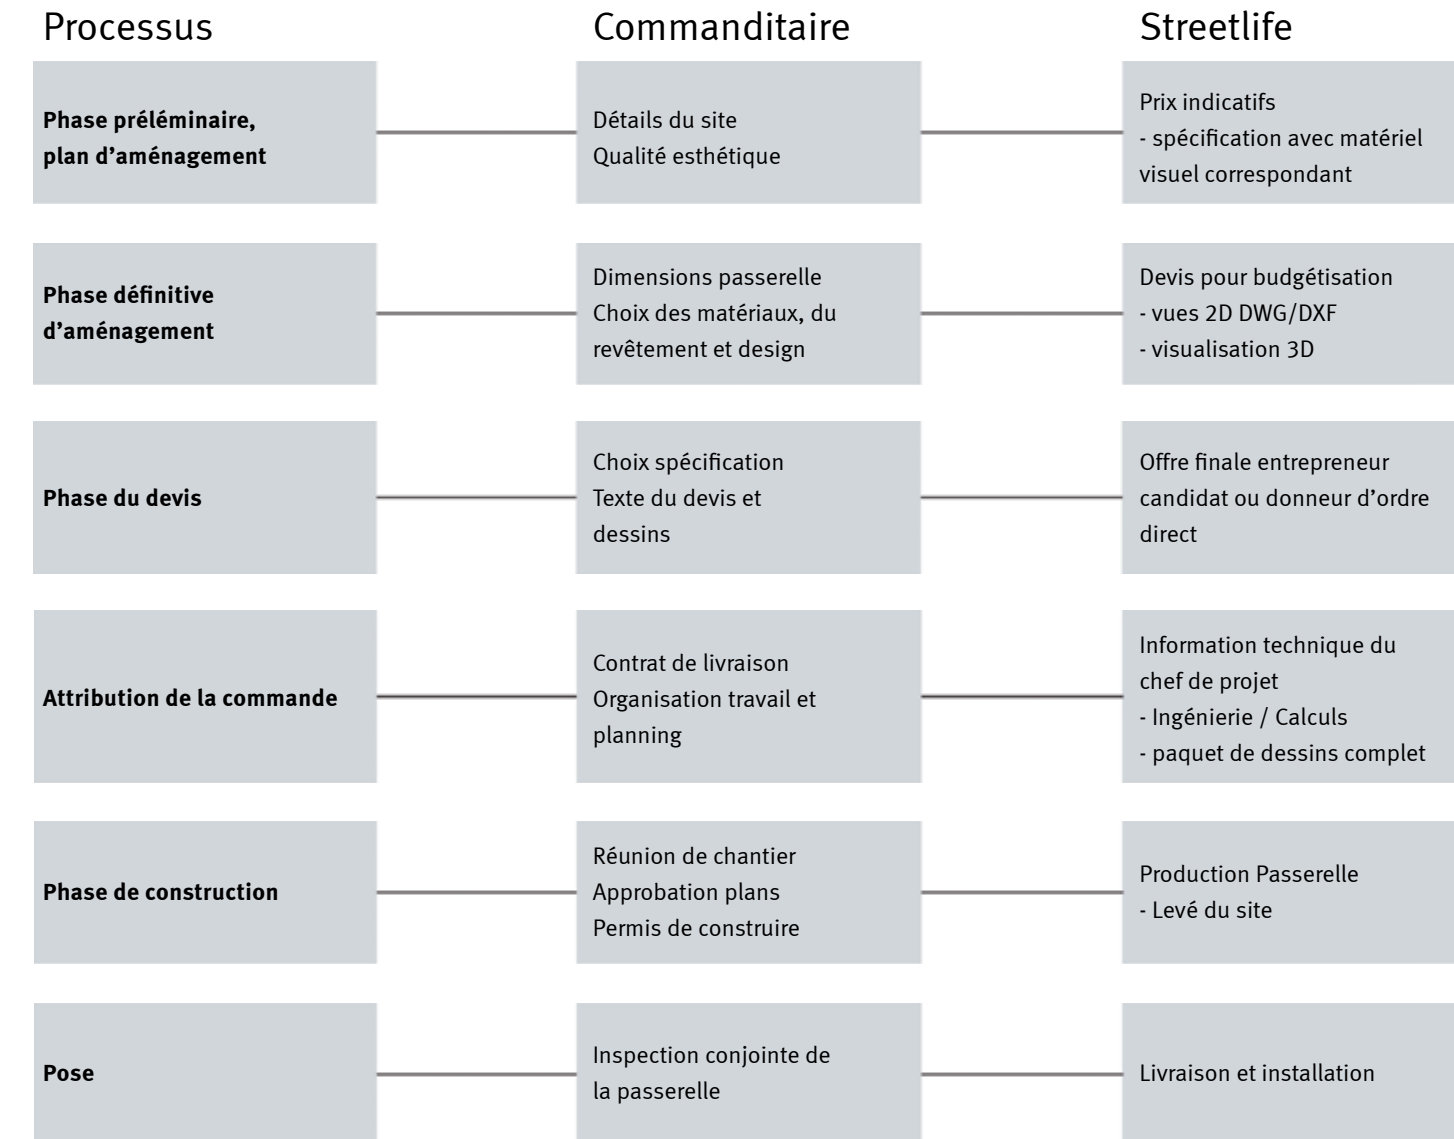 Processus
Commanditaire
Streetlife
Phase préléminaire,
plan d’aménagement
Détails du site
Qualité esthétique
Prix indicatifs
- spécification avec matériel
visuel correspondant
Phase définitive
d’aménagement
Dimensions passerelle
Choix des matériaux, du
revêtement et design
Devis pour budgétisation
- vues 2D DWG/DXF
- visualisation 3D
Phase du devis
Choix spécification
Texte du devis et
dessins
Offre finale entrepreneur
candidat ou donneur d’ordre
direct
Attribution de la commande
Contrat de livraison
Organisation travail et
planning
Information technique du
chef de projet
- Ingénierie / Calculs
- paquet de dessins complet
Phase de construction
Réunion de chantier
Approbation plans
Permis de construire
Production Passerelle
- Levé du site
Pose
Inspection conjointe de
la passerelle
Livraison et installation